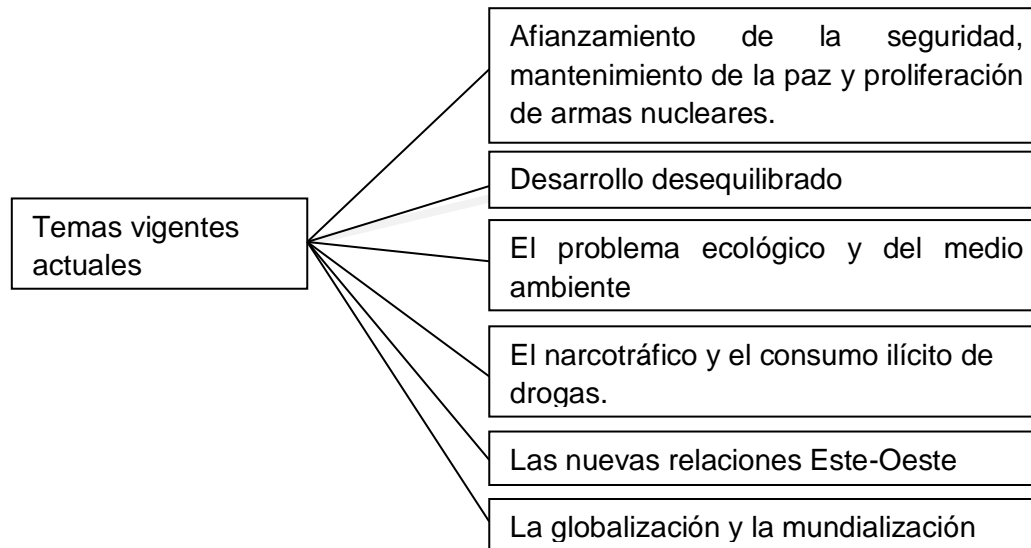 Afianzamiento de la seguridad,
mantenimiento de la paz y proliferación
de armas nucleares.
Desarrollo desequilibrado
Temas vigentes
actuales
El problema ecológico y del medio
ambiente
El narcotráfico y el consumo ilícito de
drogas.
Las nuevas relaciones Este-Oeste
La globalización y la mundialización